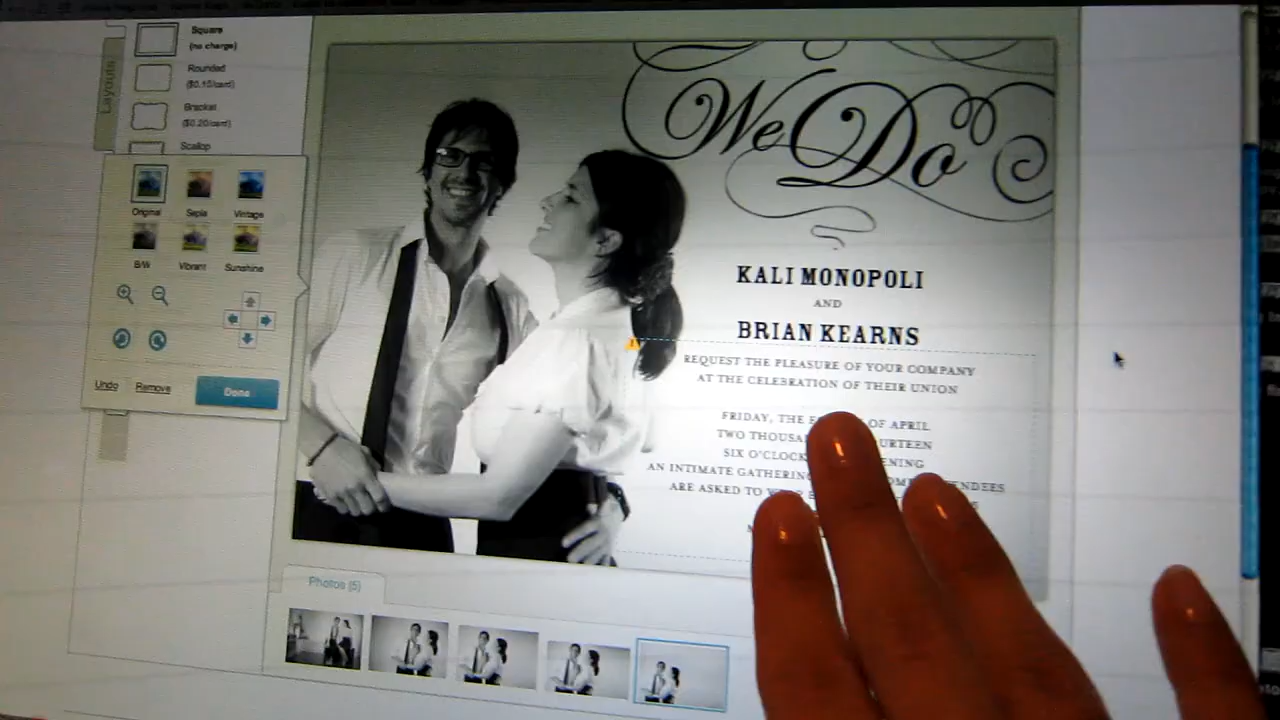 Square
(no charge)
Layouts
Rounded
($0.10/card)
Bracket
($0.20/card)
Scallop
Original
Sepia
Vintage
B/W
Vibrant
Sunshine
Undo
Remove
Done
We Do
KALI MONOPOLI
AND
BRIAN KEARNS
REQUEST THE PLEASURE OF YOUR COMPANY
AT THE CELEBRATION OF THEIR UNION
FRIDAY, THE OF APRIL
TWO
SIX O'CLOCK
AN INTIMATE
ARE ASKED TO
Photos (5)